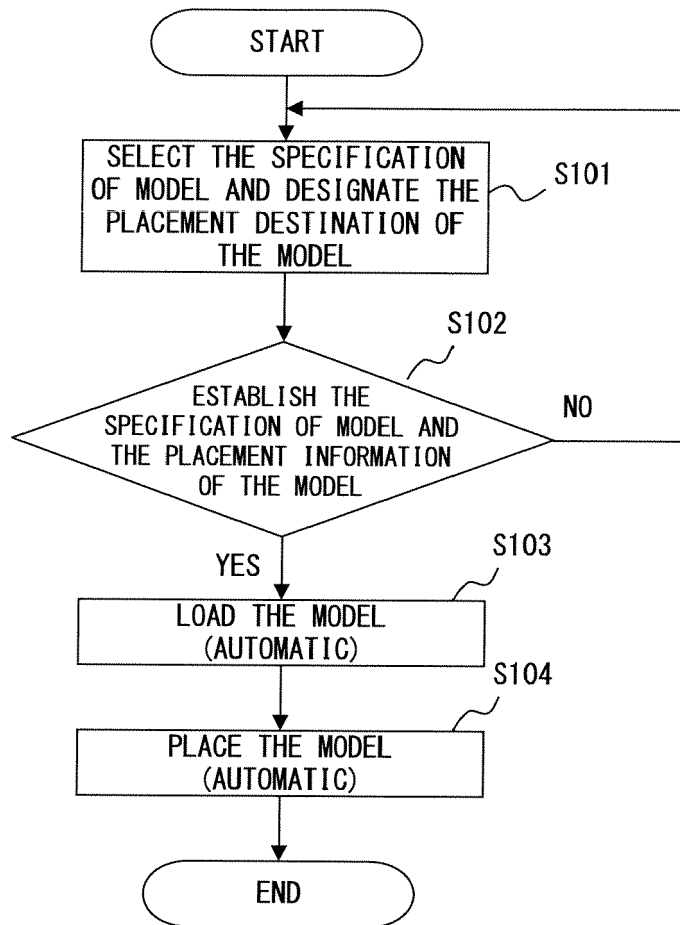 START
SELECT THE SPECIFICATION
OF MODEL AND DESIGNATE THE
PLACEMENT DESTINATION OF
THE MODEL
S101
S102
ESTABLISH THE
SPECIFICATION OF MODEL AND
THE PLACEMENT INFORMATION
OF THE MODEL
NO
YES
S103
LOAD THE MODEL
(AUTOMATIC)
S104
PLACE THE MODEL
(AUTOMATIC)
END